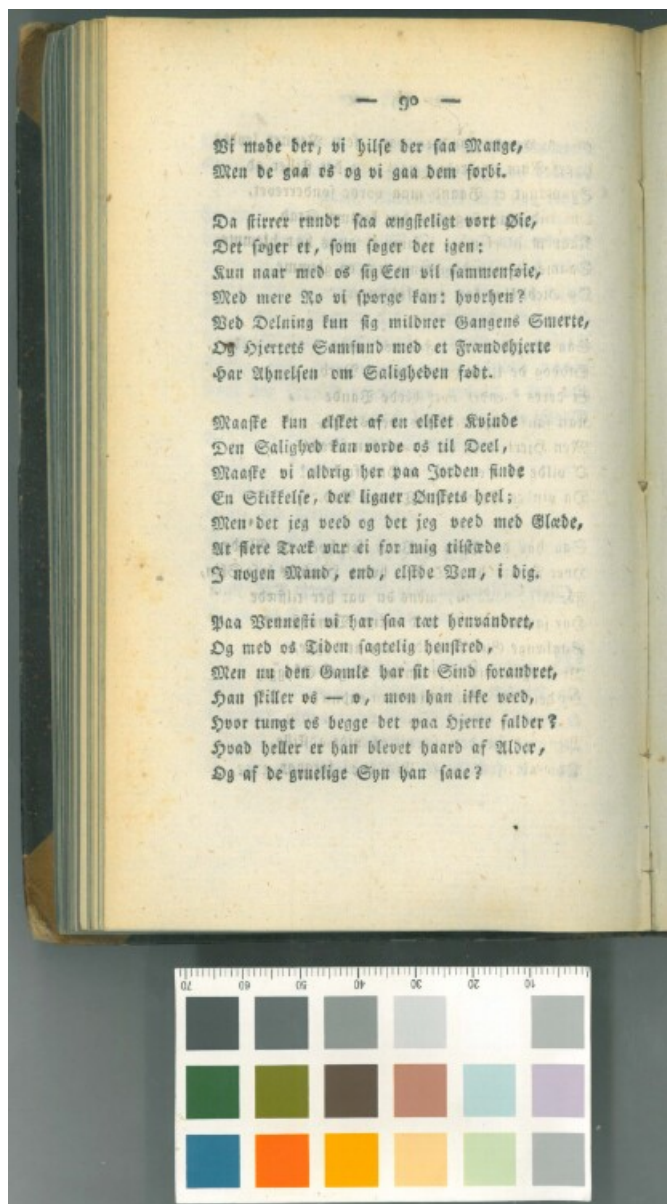 — 90 —
Vi møde der, vi hilse der saa Mange,
Men de gaa os og vi gaa dem forbi.
Da stirrer rundt saa ængsteligt vort Øie,
Det søger et, som søger det igen:
Kun naar med os sig Een vil sammenføie,
Med mere Ro vi spørge kan: hvorhen?
Ved Delning kun sig mildner Gangens Smerte,
Og Hjertets Samfund med et Frændehjerte
Har Ahnelsen om Saligheden født.
Maaske kun elsket af en elsket Kvinde
Den Salighed kan vorde os til Deel,
Maaske vi aldrig her paa Jorden finde
En Skikkelse, der ligner Ønskets heel;
Men det jeg veed og det jeg veed med Glæde,
At flere Træk var ei for mig tilstæde
I nogen Mand, end, elskte Ven, i dig.
Paa Vennesti vi har saa tæt henvandret,
Og med os Tiden sagtelig henskred,
Men nu den Gamle har sit Sind forandret,
Han skiller os — o, mon han ikke veed,
Hvor tungt os begge det paa Hjerte falder?
Hvad heller er han blevet haard af Alder,
Og af de gruelige Syn han saae?
70 60 50 40 30 20 10